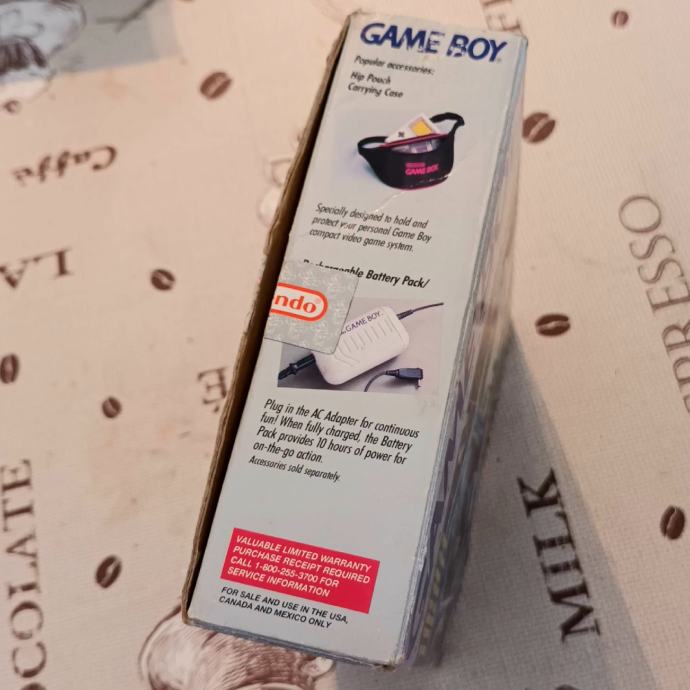 GAME BOY®
Popular accessories:
Hip Pouch
Carrying Case
GAME BOY
Specially designed to hold and
protect your personal Game Boy
compact video game system.
Rechargeable Battery Pack/
ndo®
GAME BOY
Plug in the AC Adapter for continuous
fun! When fully charged, the Battery
Pack provides 10 hours of power for
on-the-go action.
Accessories sold separately.
VALUABLE LIMITED WARRANTY
PURCHASE RECEIPT REQUIRED
CALL 1-800-255-3700 FOR
SERVICE INFORMATION
FOR SALE AND USE IN THE USA,
CANADA AND MEXICO ONLY
Caffè
LA
É
OCOLATE
PRESSO
MILK